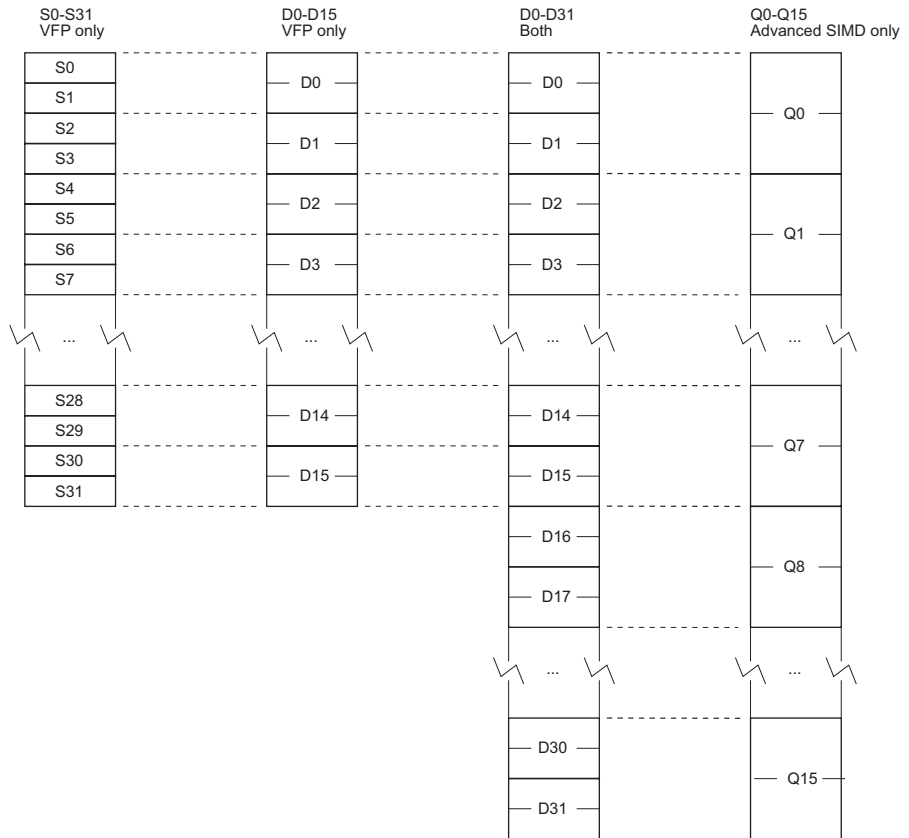 S0-S31
VFP only
D0-D15
VFP only
D0-D31
Both
Q0-Q15
Advanced SIMD only
S0
S1
S2
S3
S4
S5
S6
S7
...
S28
S29
S30
S31
D0
D1
D2
D3
...
D14
D15
D0
D1
D2
D3
...
D14
D15
D16
D17
...
D30
D31
Q0
Q1
...
Q7
Q8
...
Q15